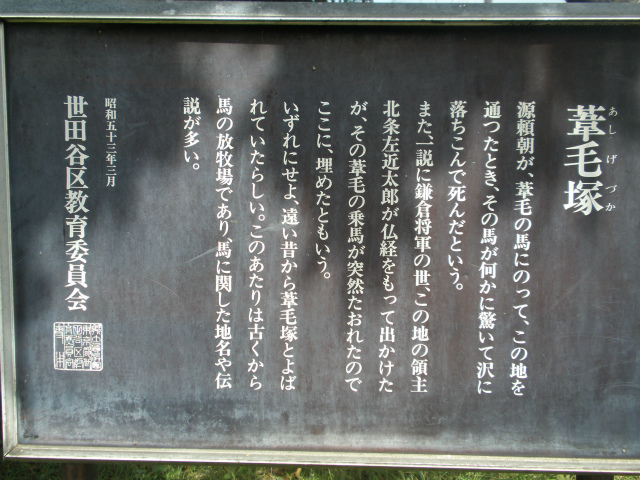 あしげづか
葦毛塚
源頼朝が、葦毛の馬にのって、この地を
通つたとき、その馬が何かに驚いて沢に
落ちこんで死んだという。
また、一説に鎌倉将軍の世、この地の領主
北条左近太郎が仏経をもって出かけた
が、その葦毛の乗馬が突然たおれたので
ここに、埋めたともいう。
いずれにせよ、遠い昔から葦毛塚とよば
れていたらしい。このあたりは古くから
馬の放牧場であり、馬に関した地名や伝
説が多い。
昭和五十三年三月
世田谷区教育委員会